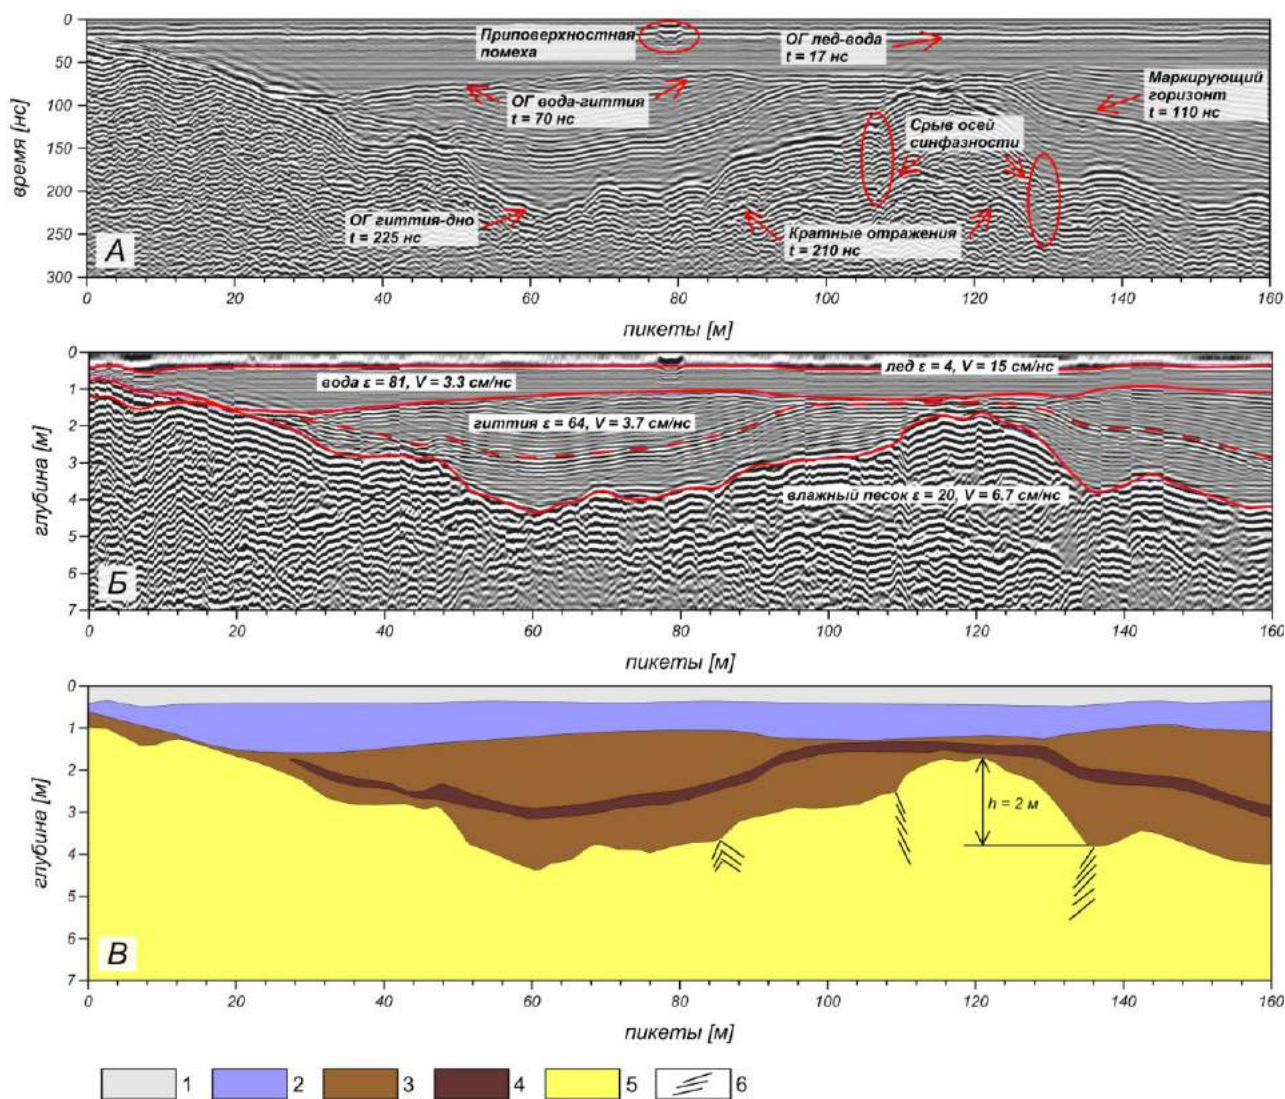 0
50
100
150
200
250
300
время [нс]
Приповерхностная
помеха
ОГ лед-вода
t = 17 нс
ОГ вода-гиттия
t = 70 нс
Маркирующий
горизонт
t = 110 нс
Срыв осей
синфазности
ОГ гиттия-дно
t = 225 нс
Кратные отражения
t = 210 нс
А
0 20 40 60 80 100 120 140 160
пикеты [м]
0
1
2
3
4
5
6
7
глубина [м]
вода ε = 81, V = 3.3 см/нс
лед ε = 4, V = 15 см/нс
гиттия ε = 64, V = 3.7 см/нс
влажный песок ε = 20, V = 6.7 см/нс
Б
0 20 40 60 80 100 120 140 160
пикеты [м]
0
1
2
3
4
5
6
7
глубина [м]
h = 2 м
В
0 20 40 60 80 100 120 140 160
пикеты [м]
1 2 3 4 5 6